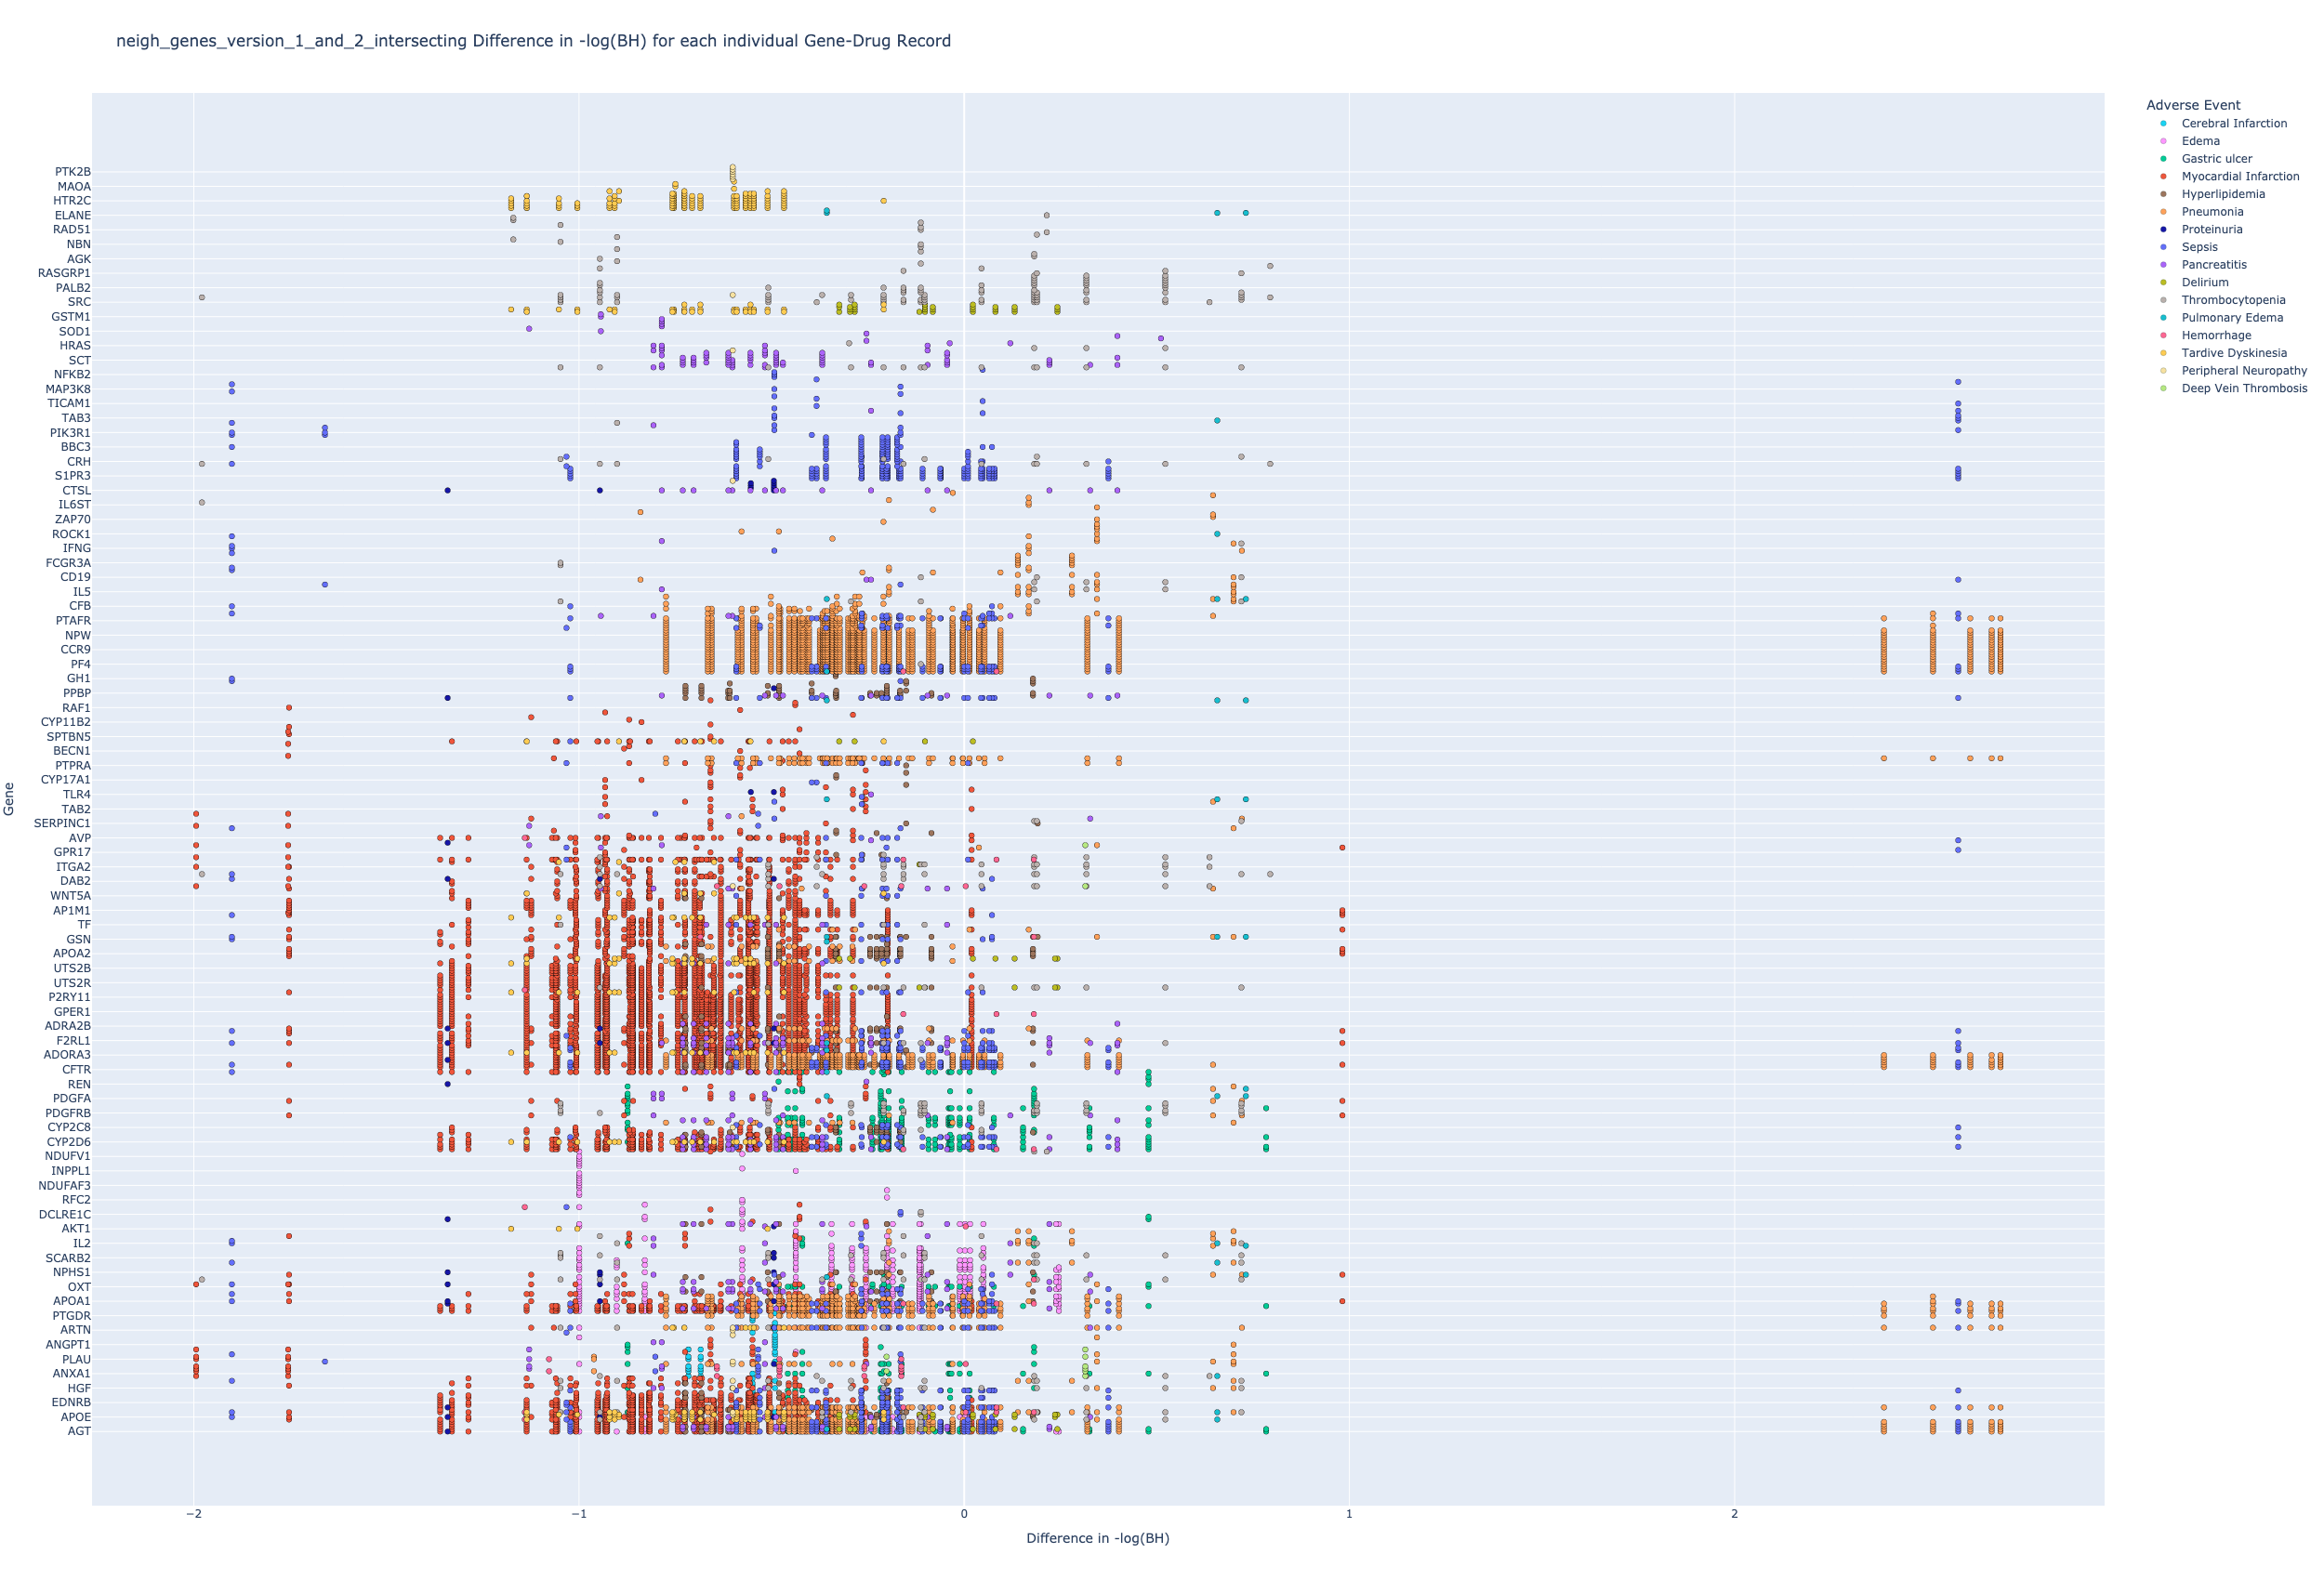 neigh_genes_version_1_and_2_intersecting Difference in -log(BH) for each individual Gene-Drug Record
Adverse Event
Cerebral Infarction
Edema
Gastric ulcer
Myocardial Infarction
Hyperlipidemia
Pneumonia
Proteinuria
Sepsis
Pancreatitis
Delirium
Thrombocytopenia
Pulmonary Edema
Hemorrhage
Tardive Dyskinesia
Peripheral Neuropathy
Deep Vein Thrombosis
Gene
PTK2B
MAOA
HTR2C
ELANE
RAD51
NBN
AGK
RASGRP1
PALB2
SRC
GSTM1
SOD1
HRAS
SCT
NFKB2
MAP3K8
TICAM1
TAB3
PIK3R1
BBC3
CRH
S1PR3
CTSL
IL6ST
ZAP70
ROCK1
IFNG
FCGR3A
CD19
IL5
CFB
PTAFR
NPW
CCR9
PF4
GH1
PPBP
RAF1
CYP11B2
SPTBN5
BECN1
PTPRA
CYP17A1
TLR4
TAB2
SERPINC1
AVP
GPR17
ITGA2
DAB2
WNT5A
AP1M1
TF
GSN
APOA2
UTS2B
UTS2R
P2RY11
GPER1
ADRA2B
F2RL1
ADORA3
CFTR
REN
PDGFA
PDGFRB
CYP2C8
CYP2D6
NDUFV1
INPPL1
NDUFAF3
RFC2
DCLRE1C
AKT1
IL2
SCARB2
NPHS1
OXT
APOA1
PTGDR
ARTN
ANGPT1
PLAU
ANXA1
HGF
EDNRB
APOE
AGT
−2 −1 0 1 2
Difference in -log(BH)